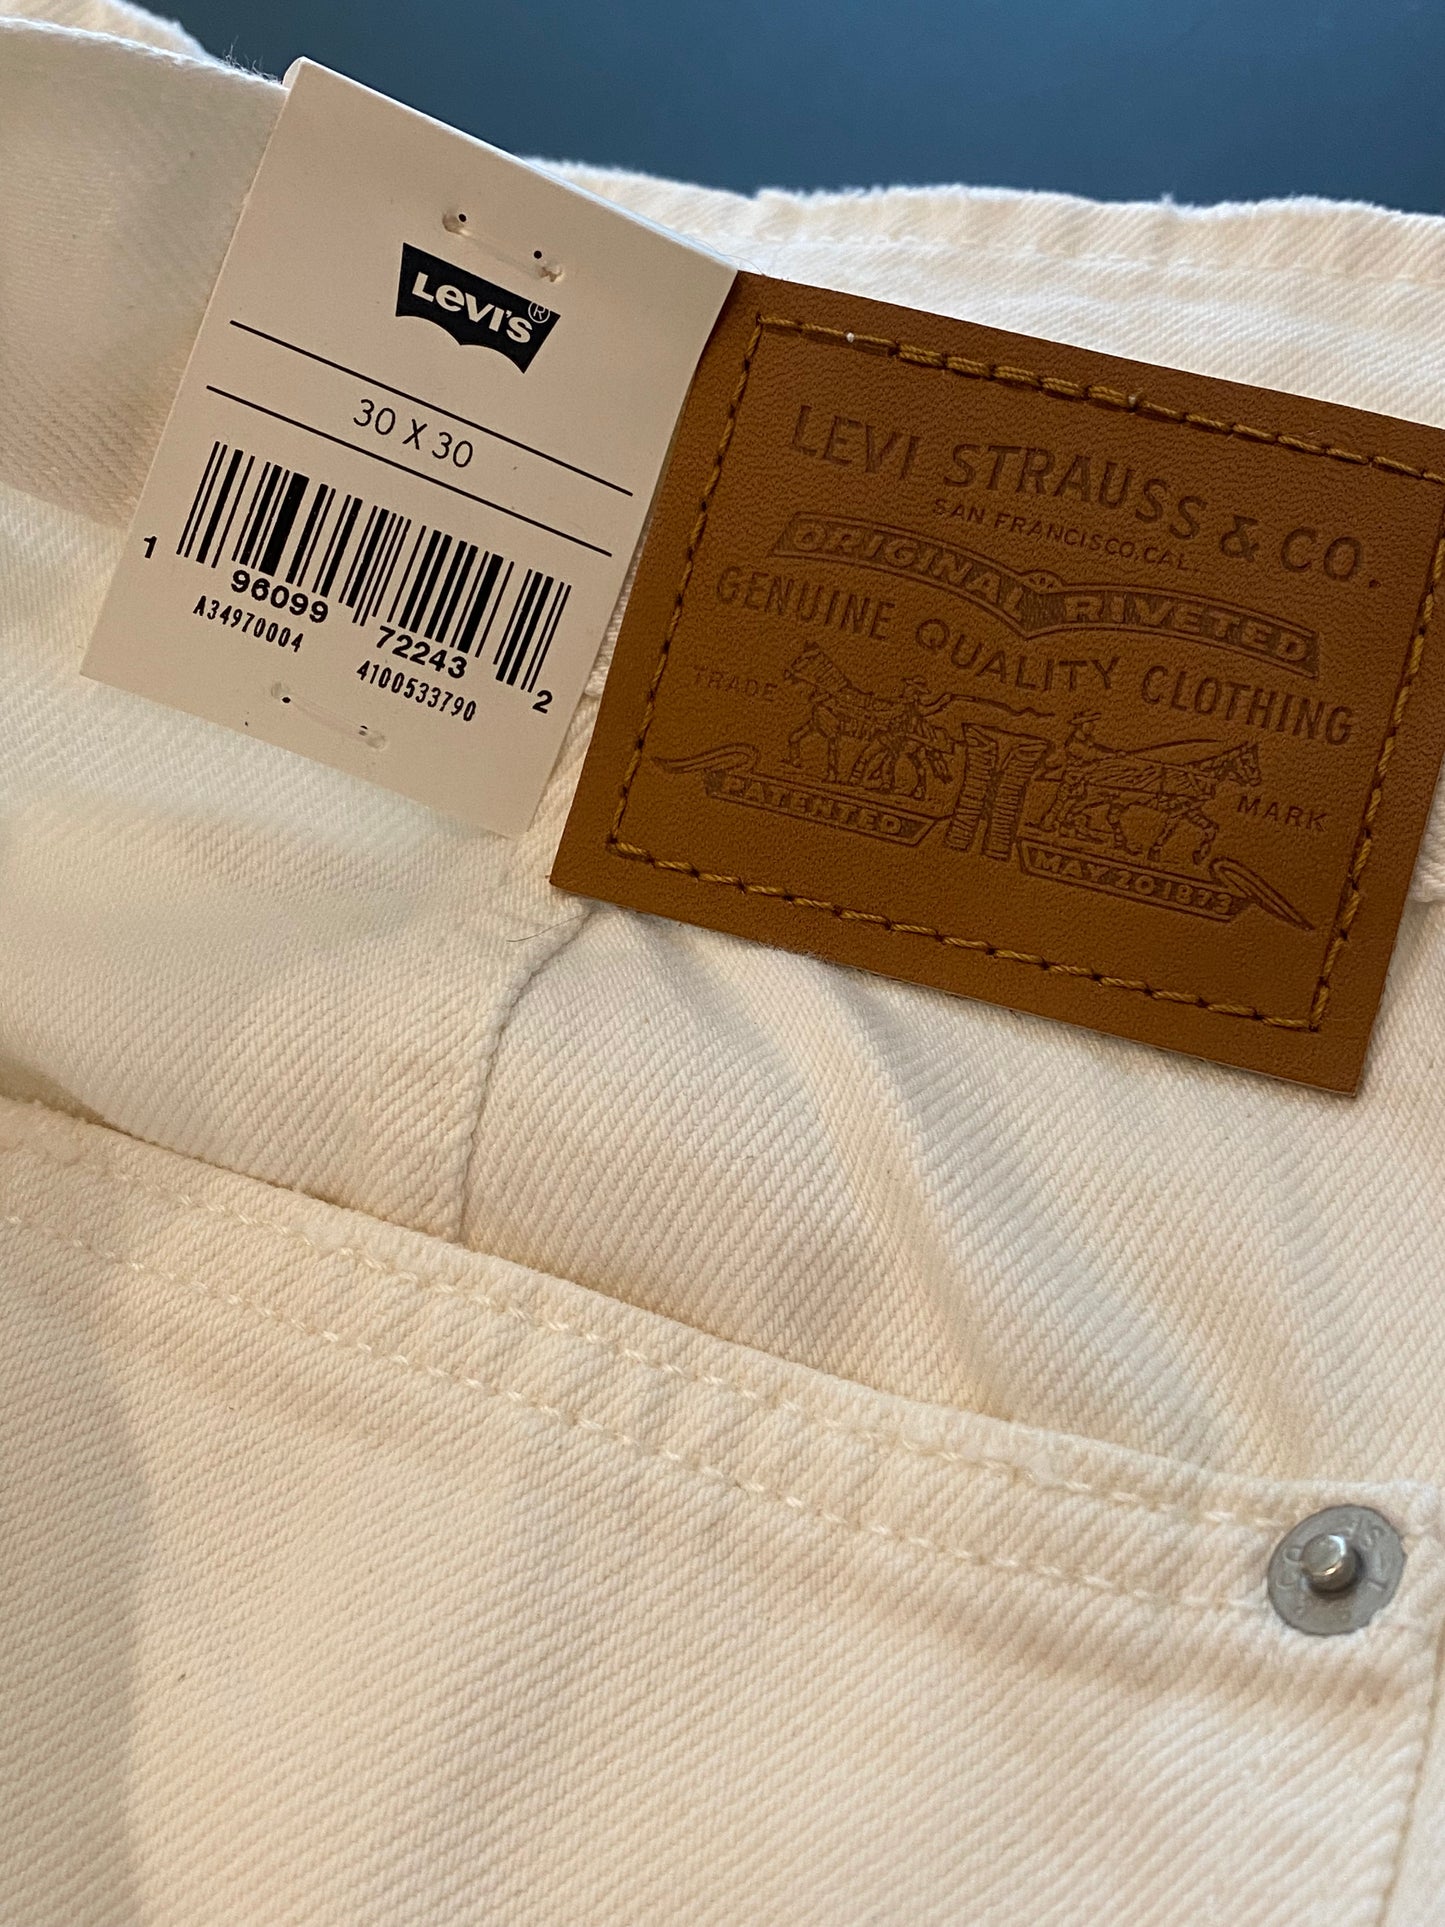 Levi's®
30 X 30
1 96099 72243 2
A34970004 4100533790
LEVI STRAUSS & CO.
SAN FRANCISCO, CAL.
ORIGINAL RIVETED
GENUINE QUALITY CLOTHING
TRADE MARK
PATENTED MAY 20 1873